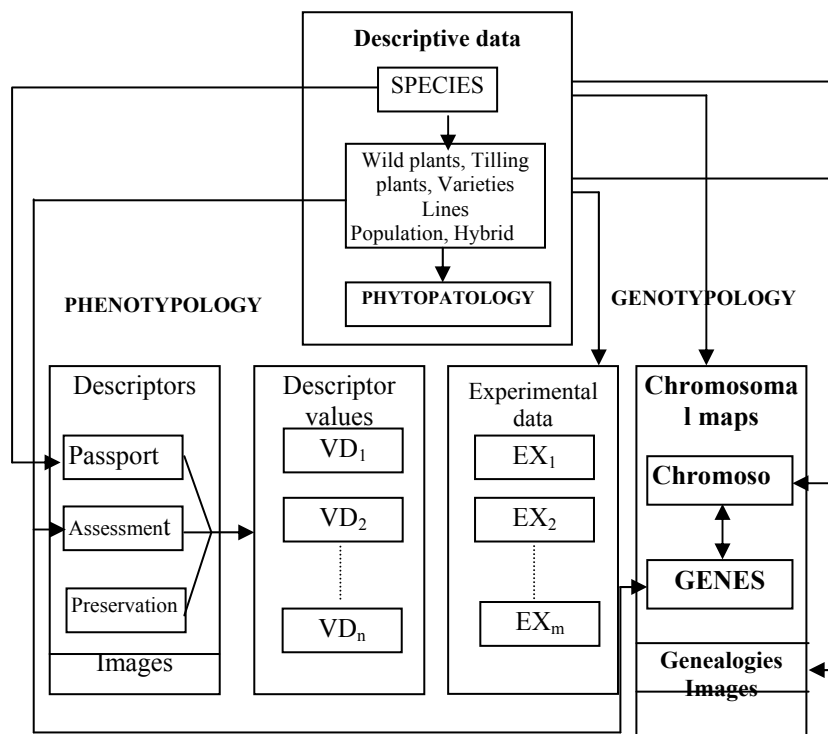 Descriptive data
SPECIES
Wild plants, Tilling
plants, Varieties
Lines
Population, Hybrid
PHYTOPATOLOGY
PHENOTYPOLOGY
GENOTYPOLOGY
Descriptors
Passport
Assessment
Preservation
Images
Descriptor
values
VD1
VD2
VDn
Experimental
data
EX1
EX2
EXm
Chromosoma
l maps
Chromoso
GENES
Genealogies
Images